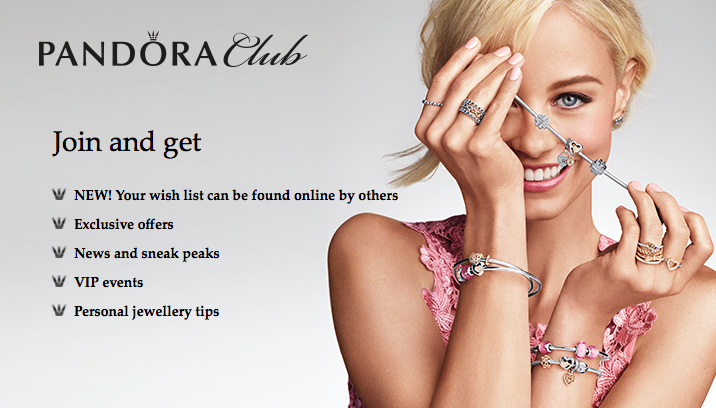 PANDORA Club
Join and get
NEW! Your wish list can be found online by others
Exclusive offers
News and sneak peaks
VIP events
Personal jewellery tips